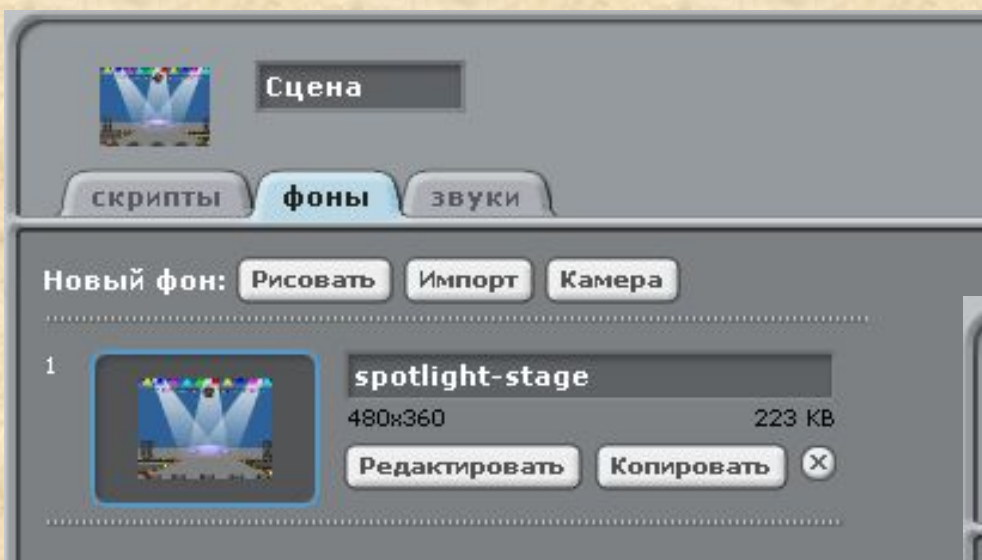 Сцена
скрипты фоны звуки
Новый фон: Рисовать Импорт Камера
1
spotlight-stage
480x360 223 KB
Редактировать Копировать